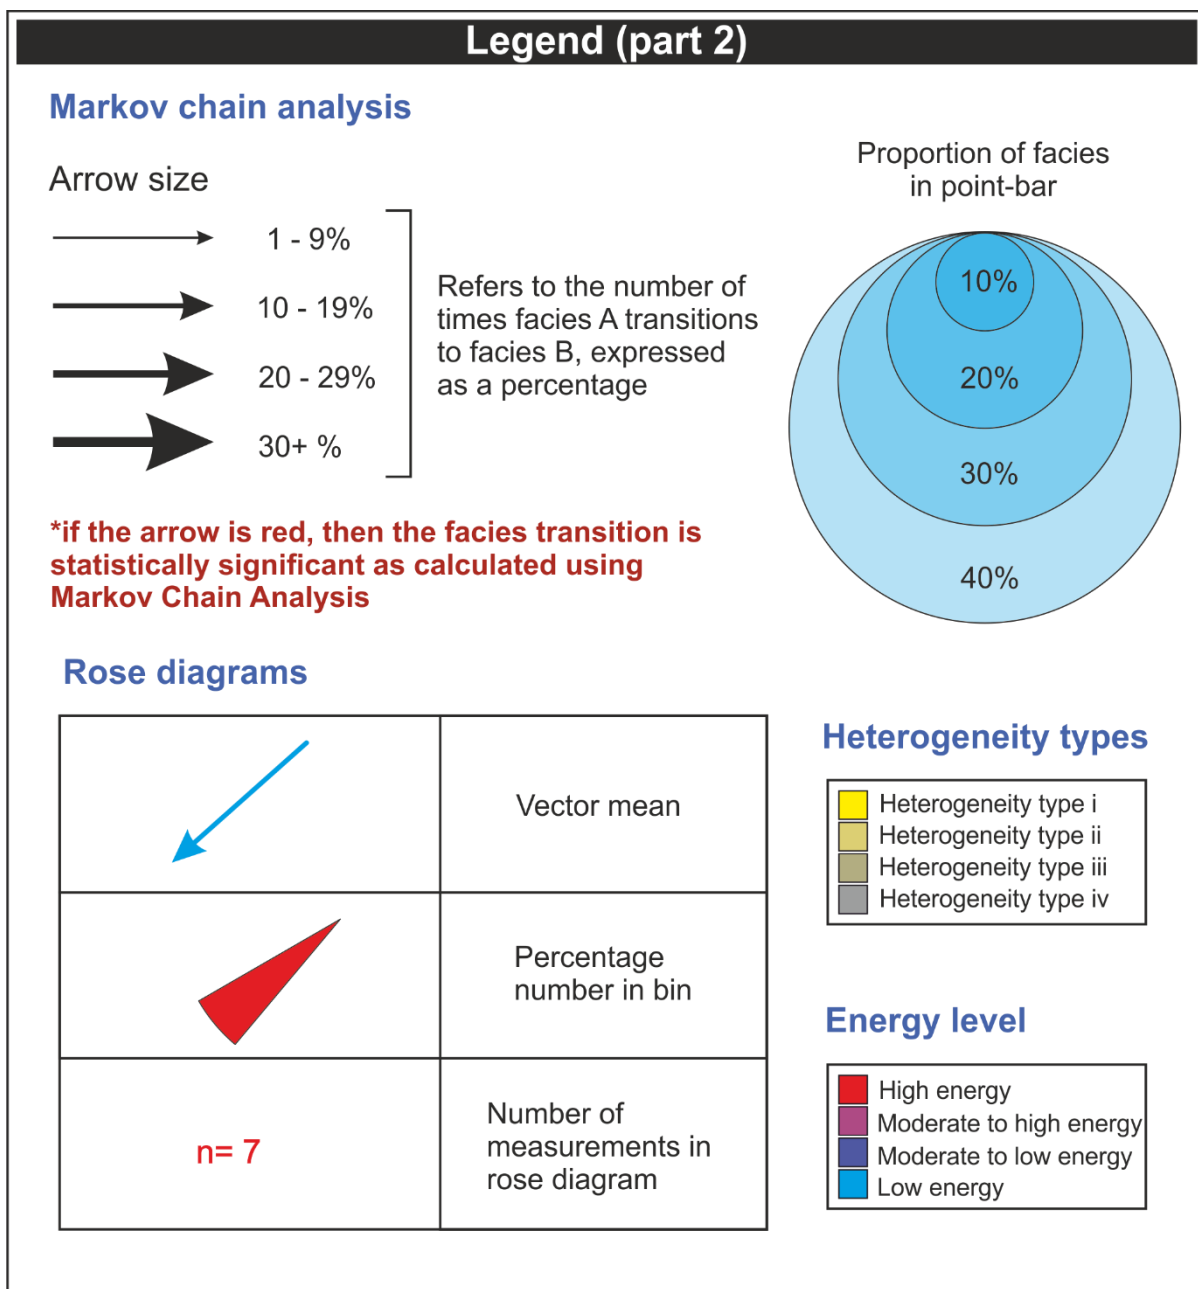 Legend (part 2)
Markov chain analysis
Arrow size
1 - 9%
10 - 19%
20 - 29%
30+ %
Refers to the number of
times facies A transitions
to facies B, expressed
as a percentage
*if the arrow is red, then the facies transition is
statistically significant as calculated using
Markov Chain Analysis
Proportion of facies
in point-bar
10%
20%
30%
40%
Rose diagrams
Vector mean
Percentage
number in bin
n= 7
Number of
measurements in
rose diagram
Heterogeneity types
Heterogeneity type i
Heterogeneity type ii
Heterogeneity type iii
Heterogeneity type iv
Energy level
High energy
Moderate to high energy
Moderate to low energy
Low energy